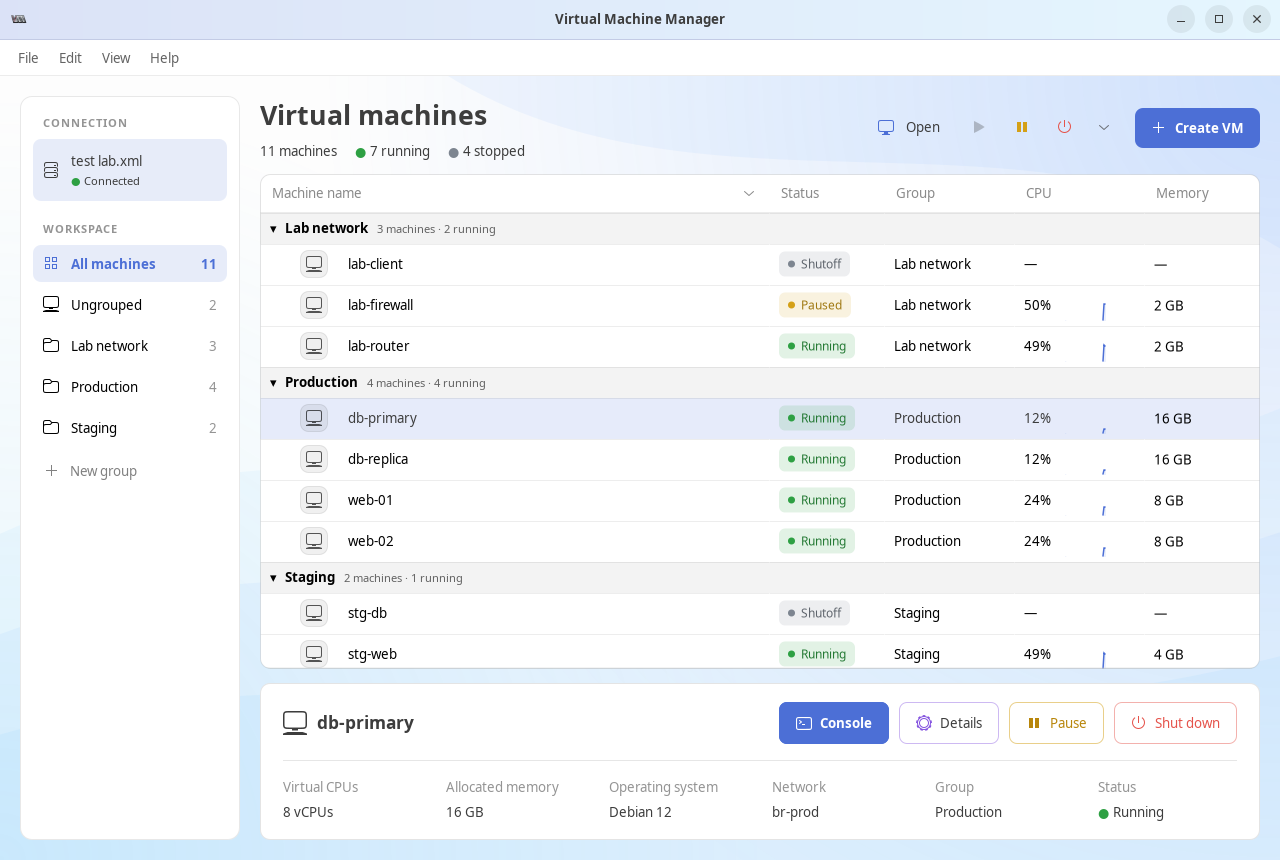 Virtual Machine Manager
File Edit View Help
CONNECTION
test lab.xml
Connected
WORKSPACE
All machines 11
Ungrouped 2
Lab network 3
Production 4
Staging 2
New group
Virtual machines
11 machines 7 running 4 stopped
Open
Create VM
Machine name Status Group CPU Memory
Lab network 3 machines · 2 running
lab-client Shutoff Lab network — —
lab-firewall Paused Lab network 50% 2 GB
lab-router Running Lab network 49% 2 GB
Production 4 machines · 4 running
db-primary Running Production 12% 16 GB
db-replica Running Production 12% 16 GB
web-01 Running Production 24% 8 GB
web-02 Running Production 24% 8 GB
Staging 2 machines · 1 running
stg-db Shutoff Staging — —
stg-web Running Staging 49% 4 GB
db-primary
Console Details Pause Shut down
Virtual CPUs Allocated memory Operating system Network Group Status
8 vCPUs 16 GB Debian 12 br-prod Production Running